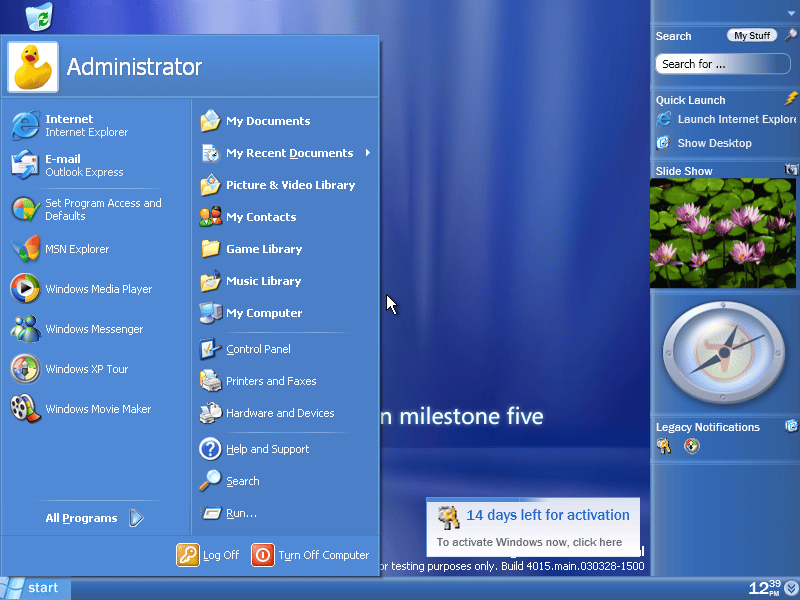 Administrator
Internet
Internet Explorer
E-mail
Outlook Express
Set Program Access and
Defaults
MSN Explorer
Windows Media Player
Windows Messenger
Windows XP Tour
Windows Movie Maker
All Programs
My Documents
My Recent Documents
Picture & Video Library
My Contacts
Game Library
Music Library
My Computer
Control Panel
Printers and Faxes
Hardware and Devices
Help and Support
Search
Run...
Log Off
Turn Off Computer
milestone five
14 days left for activation
To activate Windows now, click here
testing purposes only. Build 4015.main.030328-1500
Search
My Stuff
Search for ...
Quick Launch
Launch Internet Explore
Show Desktop
Slide Show
Legacy Notifications
start
12 39 PM